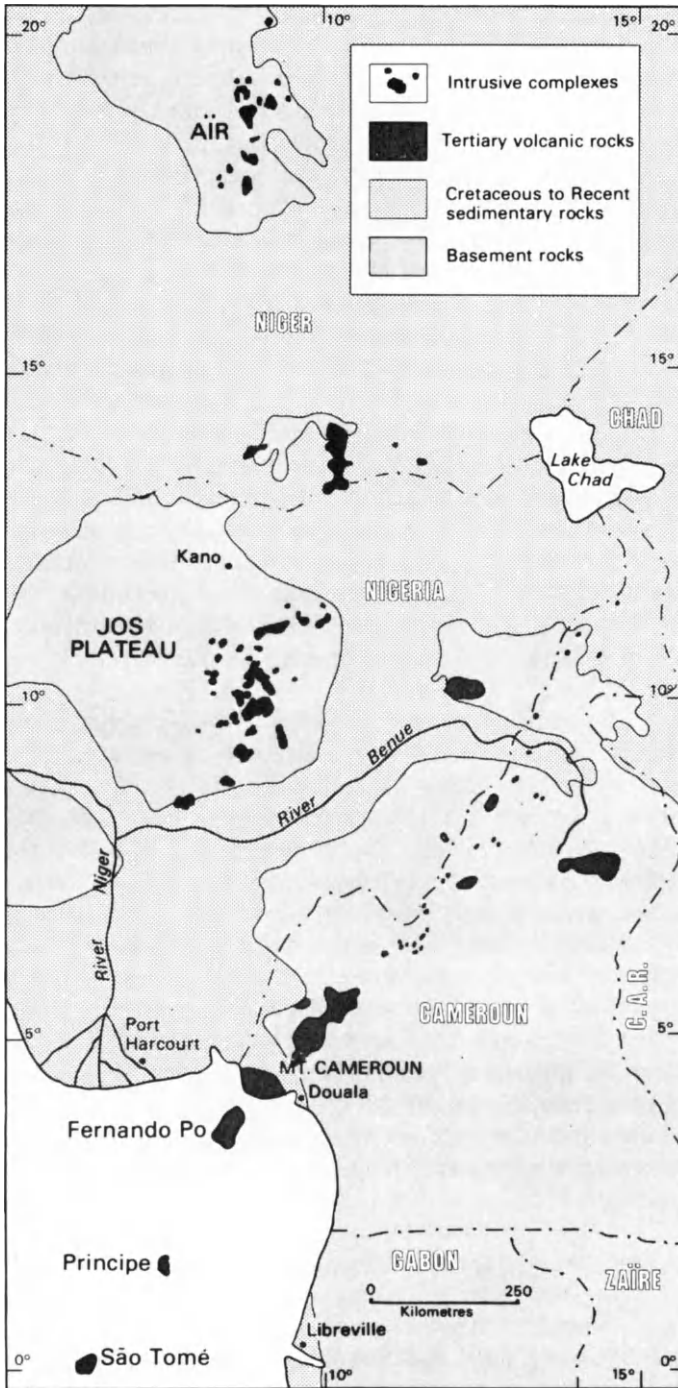 20°
10°
15°
20°
Intrusive complexes
Tertiary volcanic rocks
Cretaceous to Recent
sedimentary rocks
Basement rocks
AÏR
NIGER
15°
15°
CHAD
Lake
Chad
Kano
NIGERIA
JOS
PLATEAU
10°
10°
River Benue
River Niger
C.A.R.
CAMEROUN
5°
5°
Port
Harcourt
MT. CAMEROUN
Douala
Fernando Po
Principe
GABON
ZAÏRE
0 250
Kilometres
Libreville
São Tomé
0°
10°
15°
0°